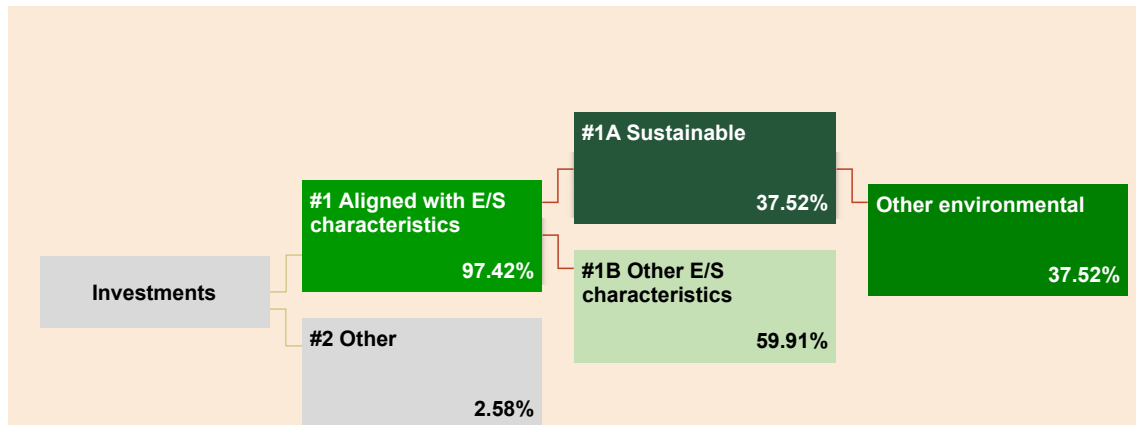 Investments
#1 Aligned with E/S
characteristics
97.42%
#2 Other
2.58%
#1A Sustainable
37.52%
#1B Other E/S
characteristics
59.91%
Other environmental
37.52%